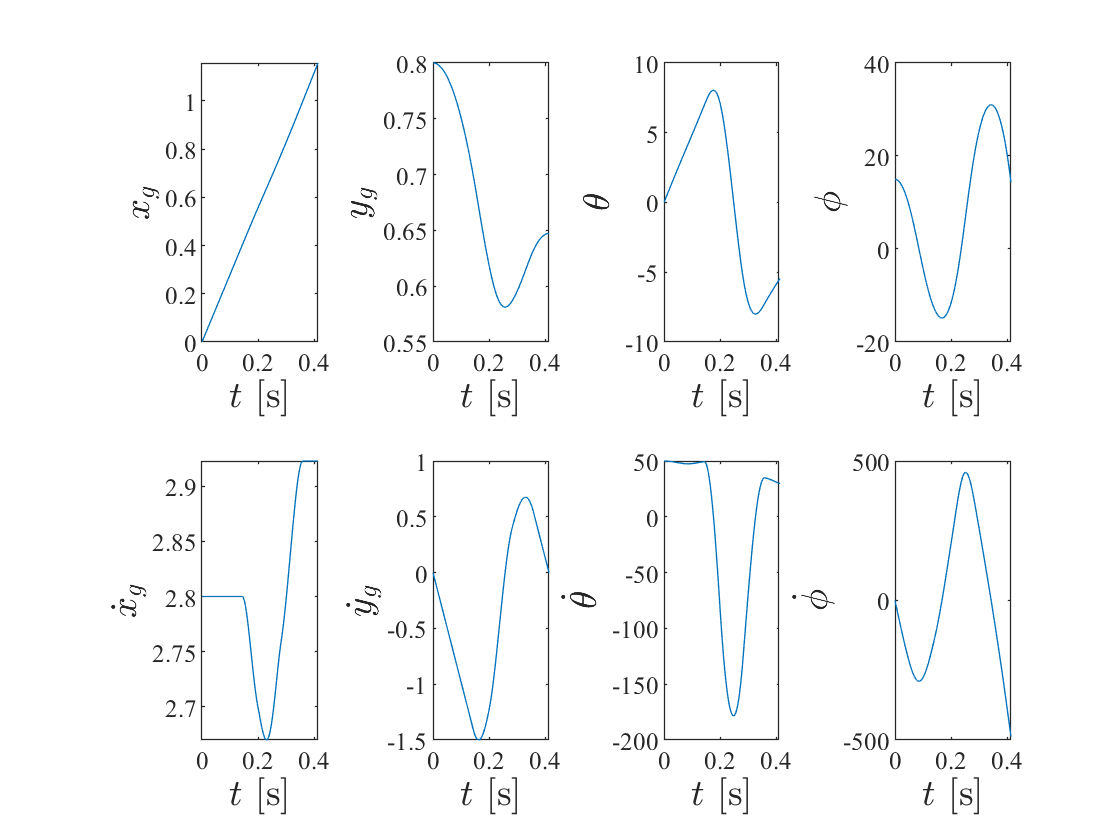 x_g
1
0.8
0.6
0.4
0.2
0
0 0.2 0.4
t [s]
y_g
0.8
0.75
0.7
0.65
0.6
0.55
0 0.2 0.4
t [s]
θ
10
5
0
-5
-10
0 0.2 0.4
t [s]
ϕ
40
20
0
-20
0 0.2 0.4
t [s]
ẋ_g
2.9
2.85
2.8
2.75
2.7
0 0.2 0.4
t [s]
ẏ_g
1
0.5
0
-0.5
-1
-1.5
0 0.2 0.4
t [s]
θ̇
50
0
-50
-100
-150
-200
0 0.2 0.4
t [s]
ϕ̇
500
0
-500
0 0.2 0.4
t [s]